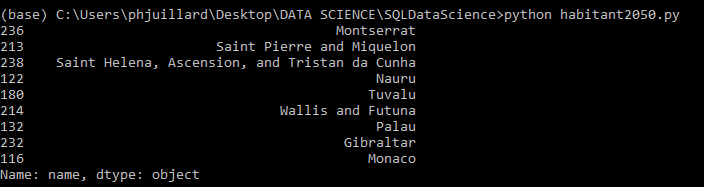 (base) C:\Users\phjuillard\Desktop\DATA SCIENCE\SQLDataScience>python habitant2050.py
236 Montserrat
213 Saint Pierre and Miquelon
238 Saint Helena, Ascension, and Tristan da Cunha
122 Nauru
180 Tuvalu
214 Wallis and Futuna
132 Palau
232 Gibraltar
116 Monaco
Name: name, dtype: object